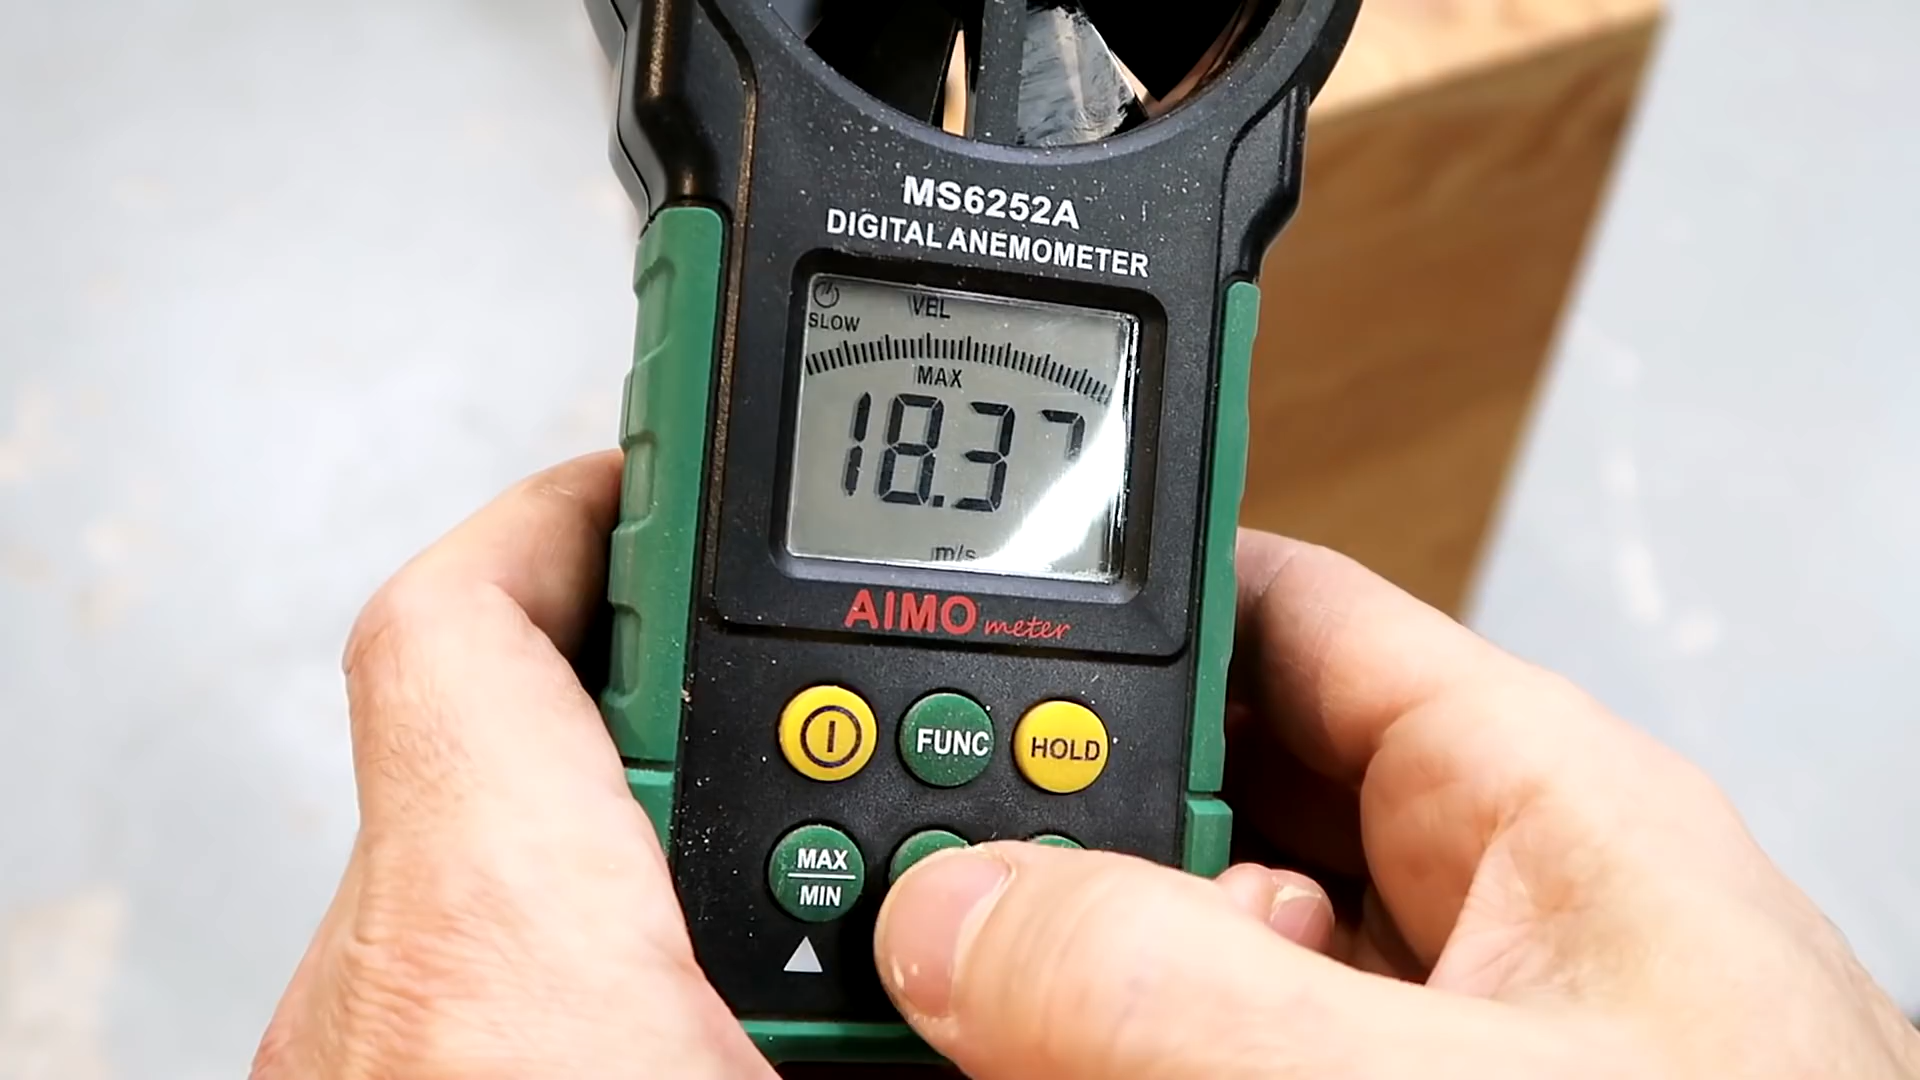 MS6252A
DIGITAL ANEMOMETER
VEL
SLOW
MAX
18.37
m/s
AIMO meter
FUNC
HOLD
MAX
MIN